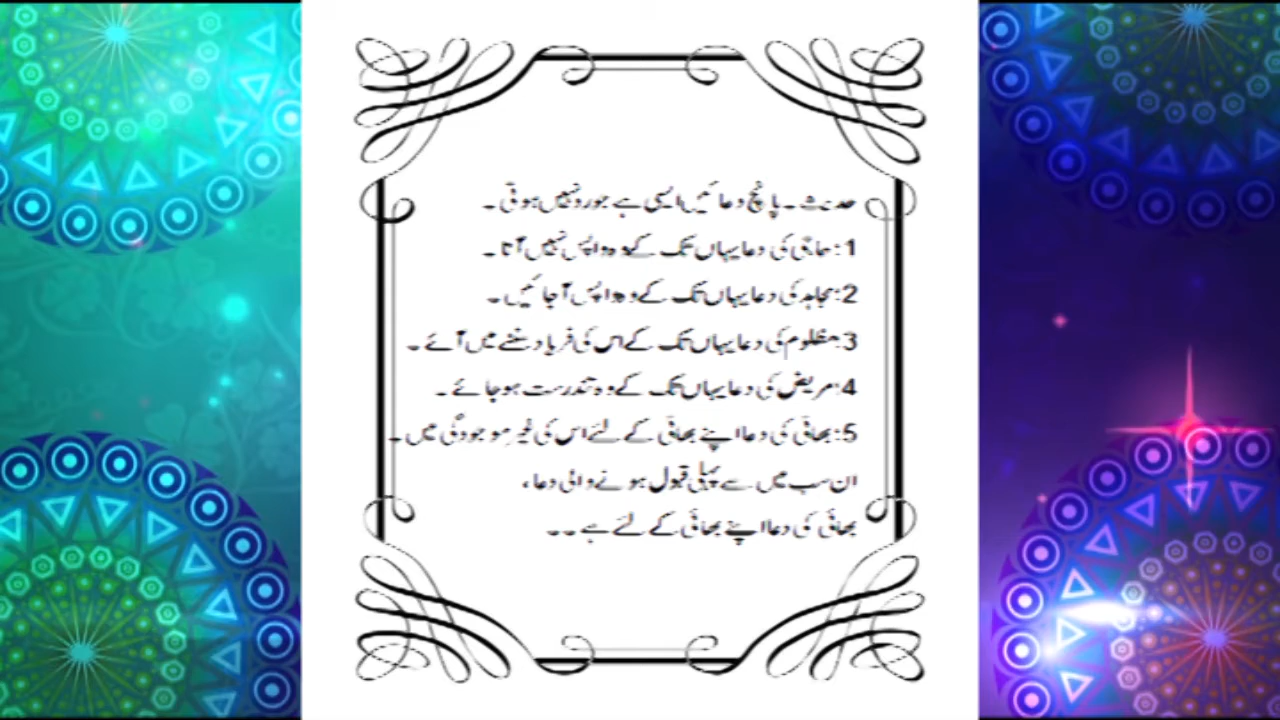 حدیث۔ پانچ دعائیں ایسی ہے جو رد نہیں ہوتی ۔
1: حاجی کی دعا یہاں تک کے وہ واپس نہیں آتا ۔
2: مجاہد کی دعا یہاں تک کے وہ واپس آجائیں ۔
3: مظلوم کی دعا یہاں تک کے اس کی فریاد سننے میں آئے ۔
4: مریض کی دعا یہاں تک کے وہ تندرست ہوجائے ۔
5: بھائی کی دعا اپنے بھائی کے لئے اس کی غیر موجودگی میں ۔
ان سب میں سے پہلی قبول ہونے والی دعا ،
بھائی کی دعا اپنے بھائی کے لئے ہے ۔۔